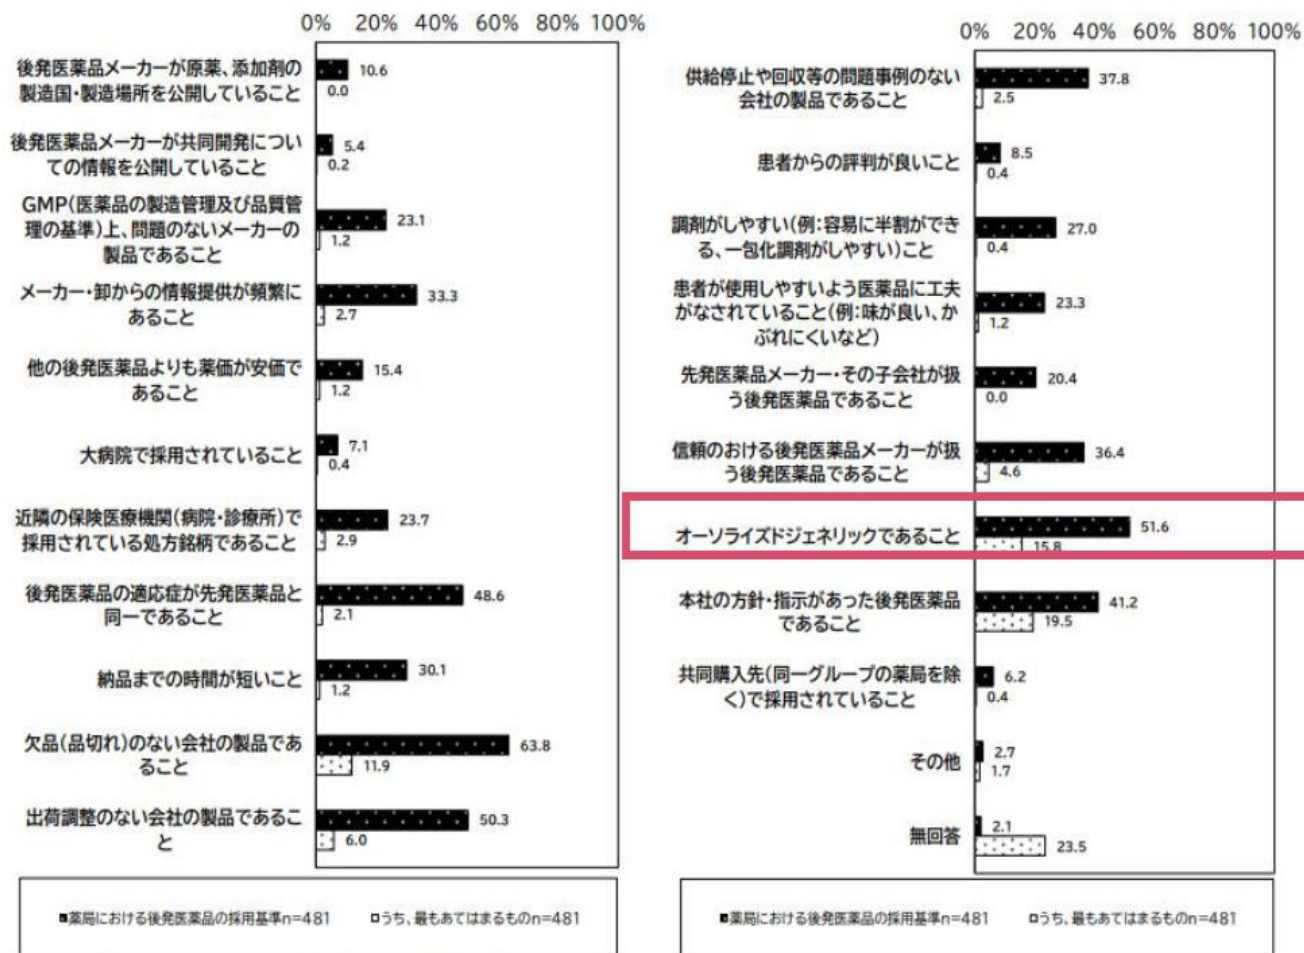 0% 20% 40% 60% 80% 100%
後発医薬品メーカーが原薬、添加剤の
製造国・製造場所を公開していること
10.6
0.0
後発医薬品メーカーが共同開発につい
ての情報を公開していること
5.4
0.2
GMP(医薬品の製造管理及び品質管
理の基準)上、問題のないメーカーの
製品であること
23.1
1.2
メーカー・卸からの情報提供が頻繁に
あること
33.3
2.7
他の後発医薬品よりも薬価が安価で
あること
15.4
1.2
大病院で採用されていること
7.1
0.4
近隣の保険医療機関(病院・診療所)で
採用されている処方銘柄であること
23.7
2.9
後発医薬品の適応症が先発医薬品と
同一であること
48.6
2.1
納品までの時間が短いこと
30.1
1.2
欠品(品切れ)のない会社の製品であ
ること
63.8
11.9
出荷調整のない会社の製品であるこ
と
50.3
6.0
■薬局における後発医薬品の採用基準n=481 □うち、最もあてはまるものn=481
0% 20% 40% 60% 80% 100%
供給停止や回収等の問題事例のない
会社の製品であること
37.8
2.5
患者からの評判が良いこと
8.5
0.4
調剤がしやすい(例:容易に半割ができ
る、一包化調剤がしやすい)こと
27.0
0.4
患者が使用しやすいよう医薬品に工夫
がなされていること(例:味が良い、か
ぶれにくいなど)
23.3
1.2
先発医薬品メーカー・その子会社が扱
う後発医薬品であること
20.4
0.0
信頼のおける後発医薬品メーカーが扱
う後発医薬品であること
36.4
4.6
オーソライズドジェネリックであること
51.6
15.8
本社の方針・指示があった後発医薬品
であること
41.2
19.5
共同購入先(同一グループの薬局を除
く)で採用されていること
6.2
0.4
その他
2.7
1.7
無回答
2.1
23.5
■薬局における後発医薬品の採用基準n=481 □うち、最もあてはまるものn=481